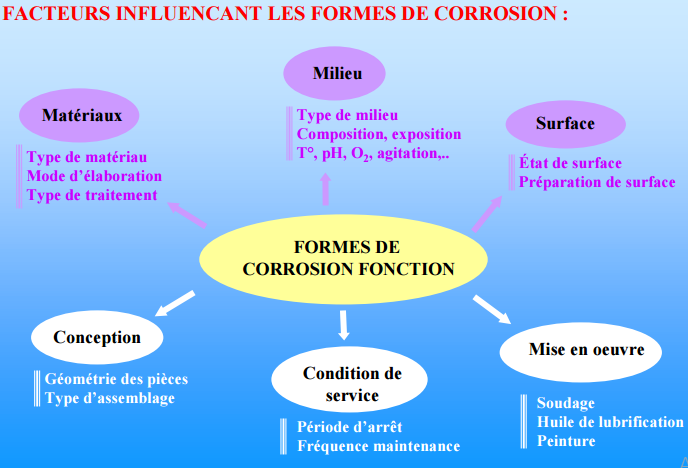 FACTEURS INFLUENCANT LES FORMES DE CORROSION :
Milieu
Type de milieu
Composition, exposition
T°, pH, O₂, agitation,..
Matériaux
Type de matériau
Mode d'élaboration
Type de traitement
Surface
État de surface
Préparation de surface
FORMES DE
CORROSION FONCTION
Conception
Géométrie des pièces
Type d'assemblage
Condition de
service
Période d'arrêt
Fréquence maintenance
Mise en oeuvre
Soudage
Huile de lubrification
Peinture